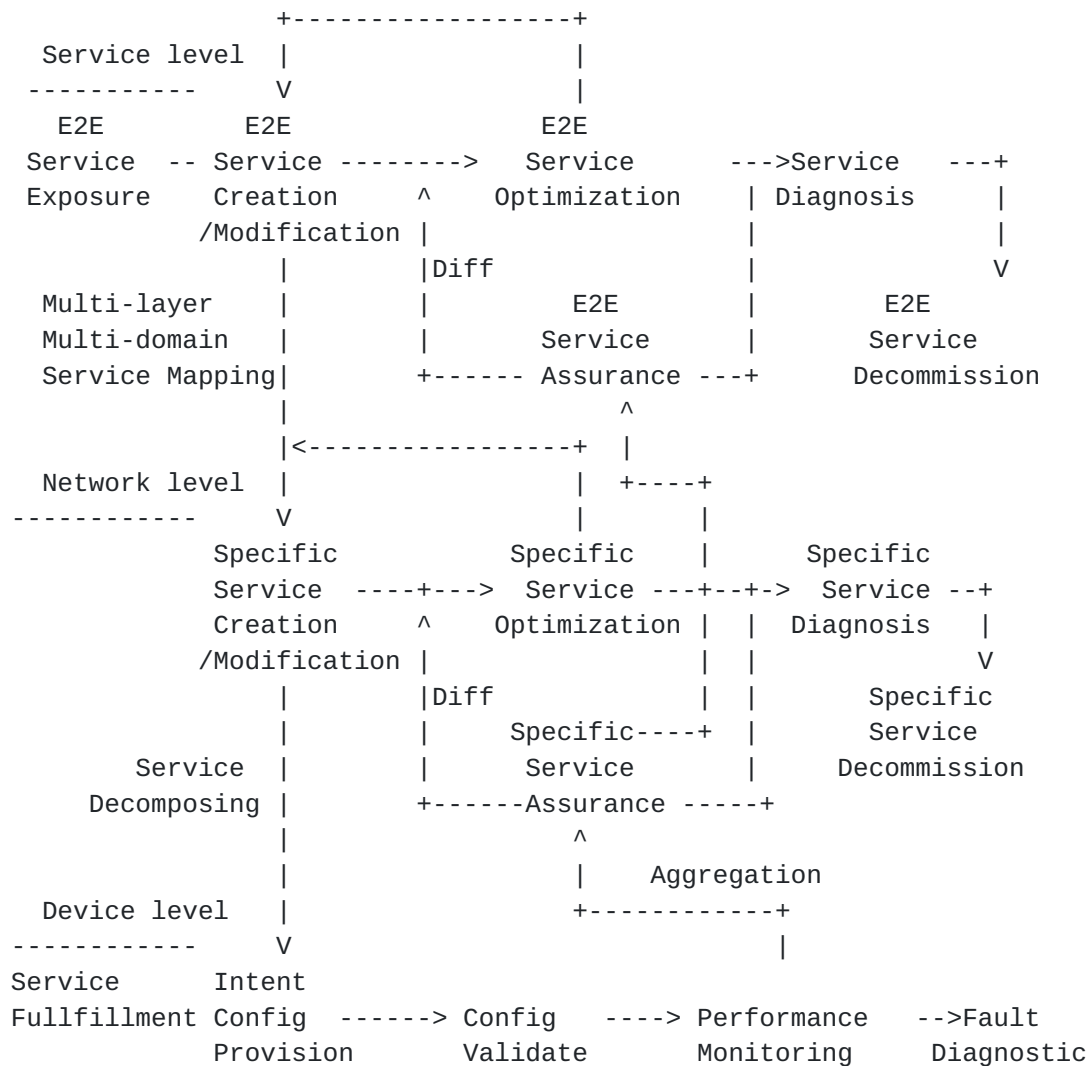 +------------------+
  Service level  |                  |
 -----------     V                  |
   E2E         E2E                E2E
 Service  -- Service -------->   Service      --->Service   ---+
 Exposure    Creation     ^    Optimization    | Diagnosis     |
            /Modification |                    |               |
                 |        |Diff                |               V
  Multi-layer    |        |         E2E        |        E2E
  Multi-domain   |        |       Service      |       Service
  Service Mapping|        +------ Assurance ---+      Decommission
                 |                     ^
                 |<-----------------+  |
  Network level  |                  |  +----+
------------     V                  |       |
             Specific           Specific    |      Specific
             Service  ----+--->  Service ---+--+->  Service --+
             Creation     ^    Optimization |  |  Diagnosis   |
            /Modification |                 |  |              V
                 |        |Diff             |  |       Specific
                 |        |     Specific----+  |       Service
        Service  |        |      Service       |     Decommission
     Decomposing |        +------Assurance -----+
                 |                  ^
                 |                  |    Aggregation
  Device level   |                  +------------+
------------     V                               |
Service      Intent
Fullfillment Config  ------> Config   ----> Performance   -->Fault
             Provision       Validate       Monitoring     Diagnostic